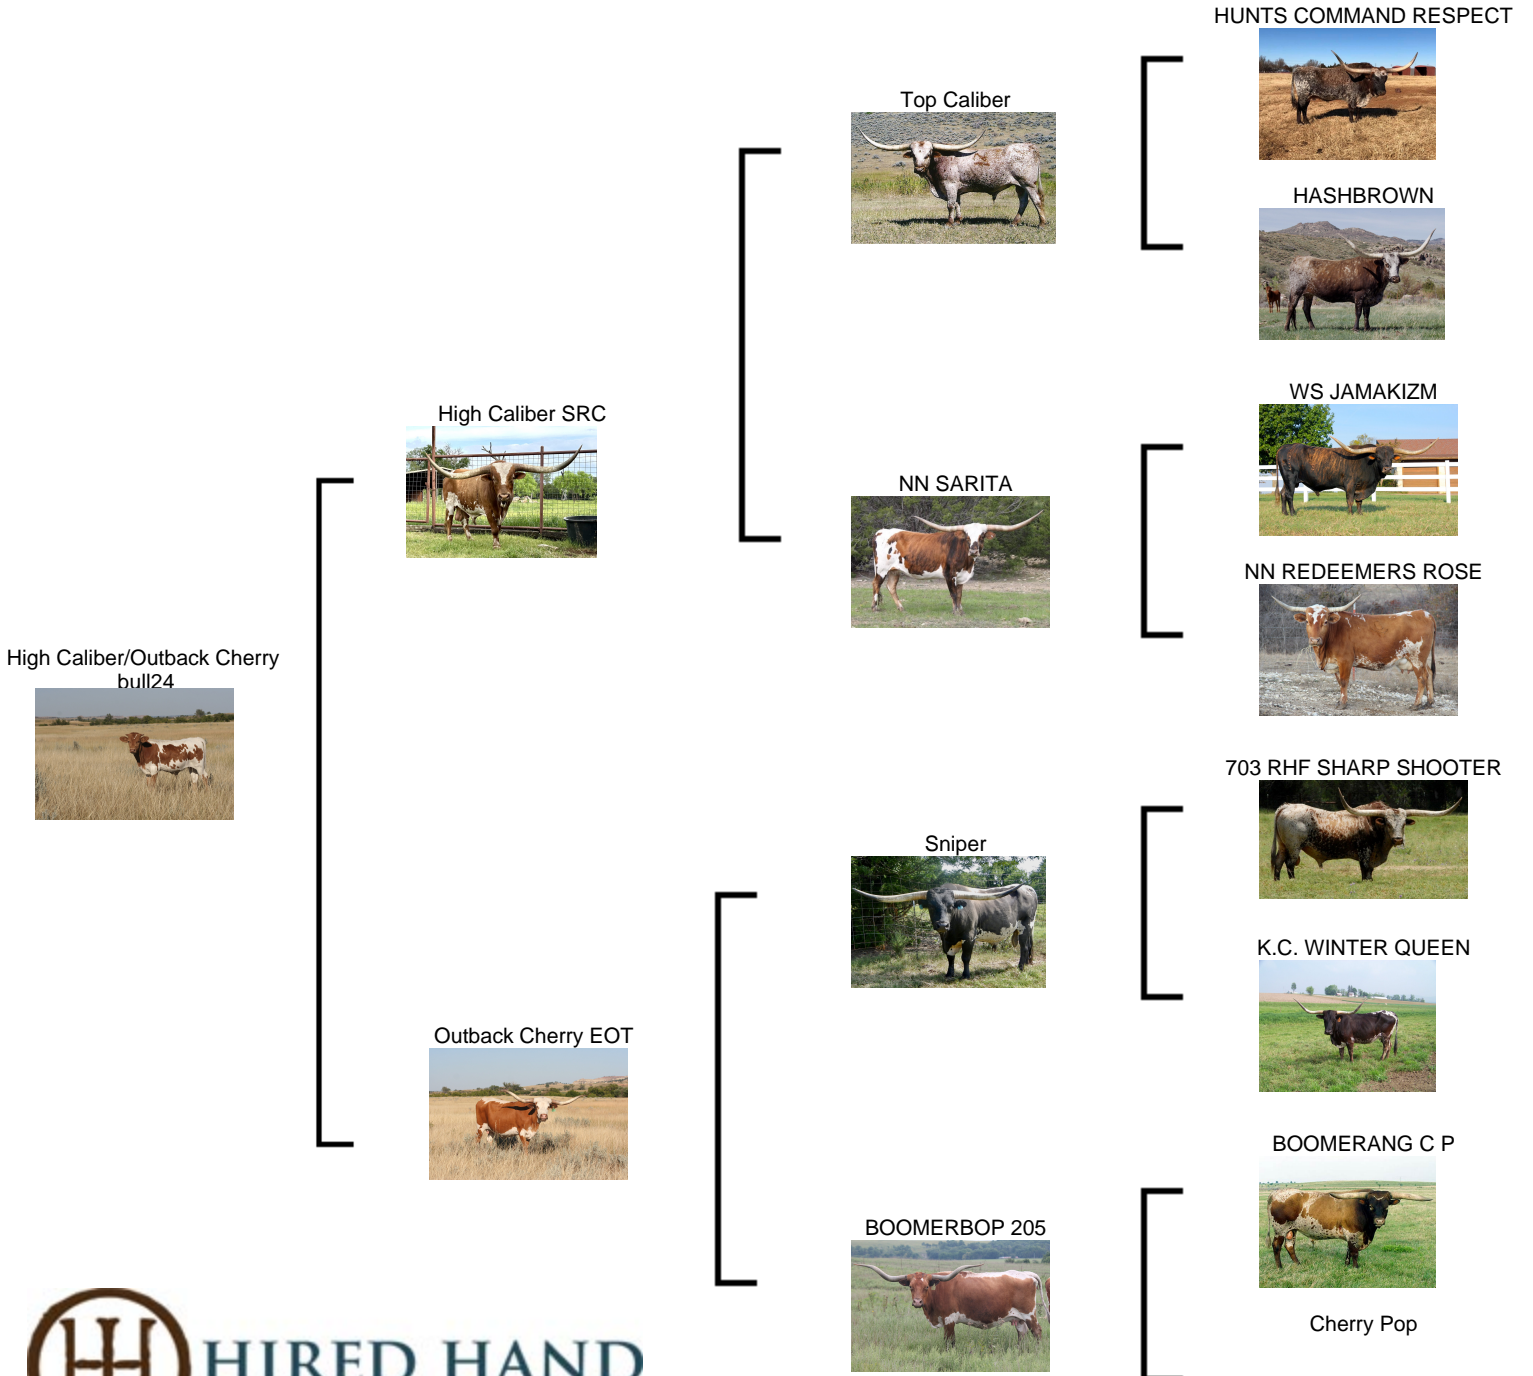 HUNTS COMMAND RESPECT
Top Caliber
HASHBROWN
WS JAMAKIZM
High Caliber SRC
NN SARITA
NN REDEEMERS ROSE
High Caliber/Outback Cherry
bull24
703 RHF SHARP SHOOTER
Sniper
K.C. WINTER QUEEN
Outback Cherry EOT
BOOMERANG C P
BOOMERBOP 205
Cherry Pop
HIRED HAND